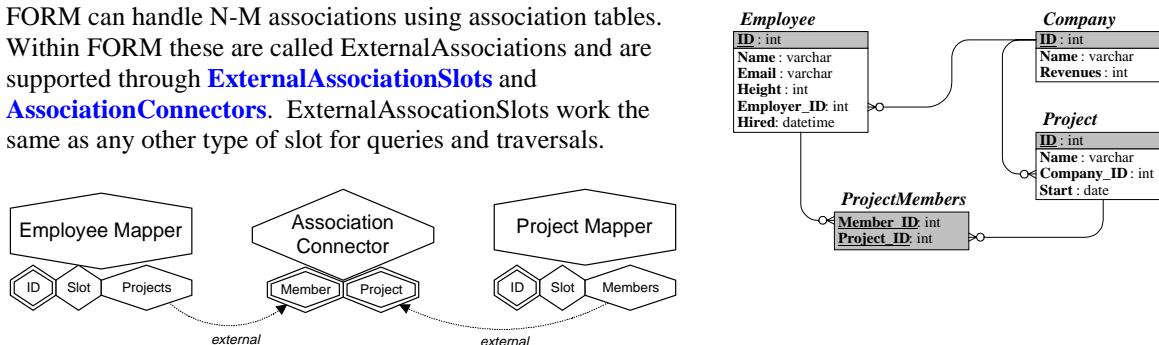 FORM can handle N-M associations using association tables.
Within FORM these are called ExternalAssociations and are
supported through ExternalAssociationSlots and
AssociationConnectors. ExternalAssocationSlots work the
same as any other type of slot for queries and traversals.
Employee Mapper
ID
Slot
Projects
Association
Connector
Member
Project
Project Mapper
ID
Slot
Members
external
external
Employee
ID : int
Name : varchar
Email : varchar
Height : int
Employer_ID: int
Hired: datetime
Company
ID : int
Name : varchar
Revenues : int
Project
ID : int
Name : varchar
Company_ID : int
Start : date
ProjectMembers
Member_ID: int
Project_ID: int